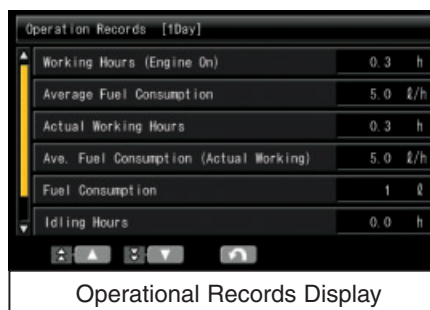 Operation Records [1Day]
Working Hours (Engine On) 0.3 h
Average Fuel Consumption 5.0 ℓ/h
Actual Working Hours 0.3 h
Ave. Fuel Consumption (Actual Working) 5.0 ℓ/h
Fuel Consumption 1 ℓ
Idling Hours 0.0 h
Operational Records Display